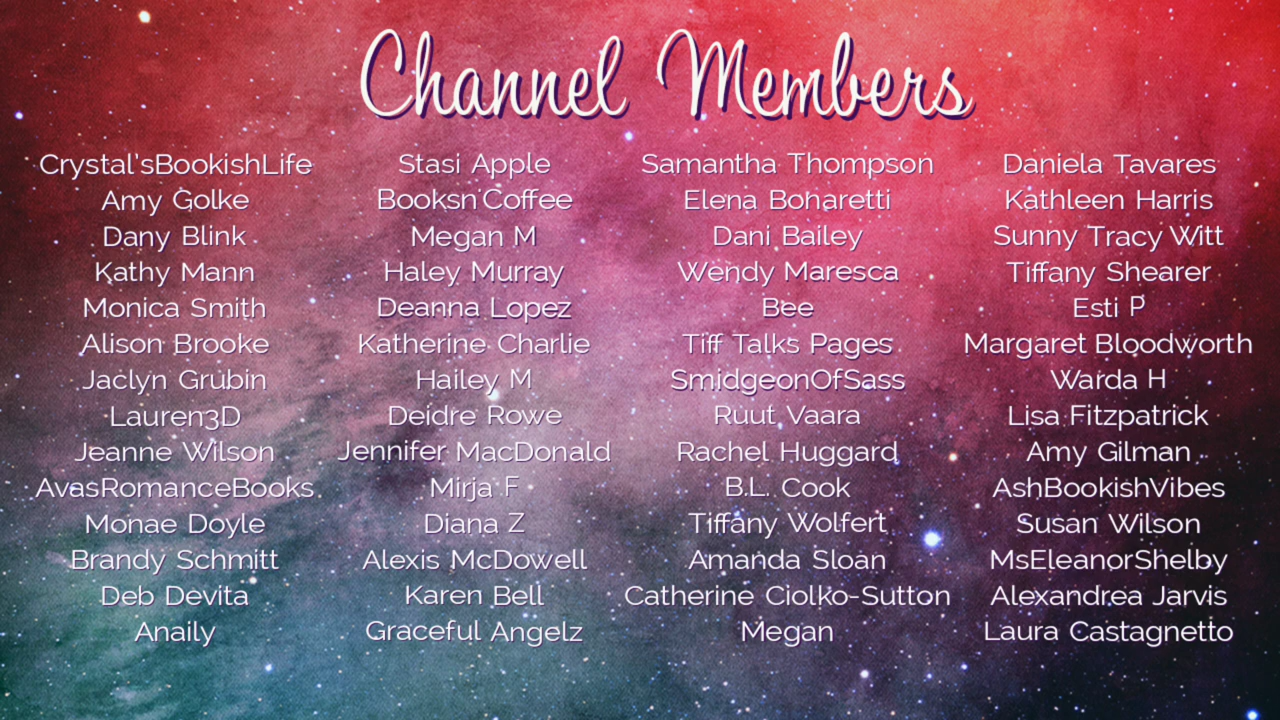 Channel Members
Crystal'sBookishLife
Amy Golke
Dany Blink
Kathy Mann
Monica Smith
Alison Brooke
Jaclyn Grubin
Lauren3D
Jeanne Wilson
AvasRomanceBooks
Monae Doyle
Brandy Schmitt
Deb Devita
Anaily
Stasi Apple
Booksn'Coffee
Megan M
Haley Murray
Deanna Lopez
Katherine Charlie
Hailey M
Deidre Rowe
Jennifer MacDonald
Mirja F
Diana Z
Alexis McDowell
Karen Bell
Graceful Angelz
Samantha Thompson
Elena Boharetti
Dani Bailey
Wendy Maresca
Bee
Tiff Talks Pages
SmidgeonOfSass
Ruut Vaara
Rachel Huggard
B.L. Cook
Tiffany Wolfert
Amanda Sloan
Catherine Ciolko-Sutton
Megan
Daniela Tavares
Kathleen Harris
Sunny Tracy Witt
Tiffany Shearer
Esti P
Margaret Bloodworth
Warda H
Lisa Fitzpatrick
Amy Gilman
AshBookishVibes
Susan Wilson
MsEleanorShelby
Alexandrea Jarvis
Laura Castagnetto